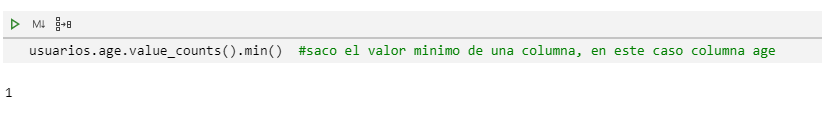 M↓
usuarios.age.value_counts().min()  #saco el valor minimo de una columna, en este caso columna age
1